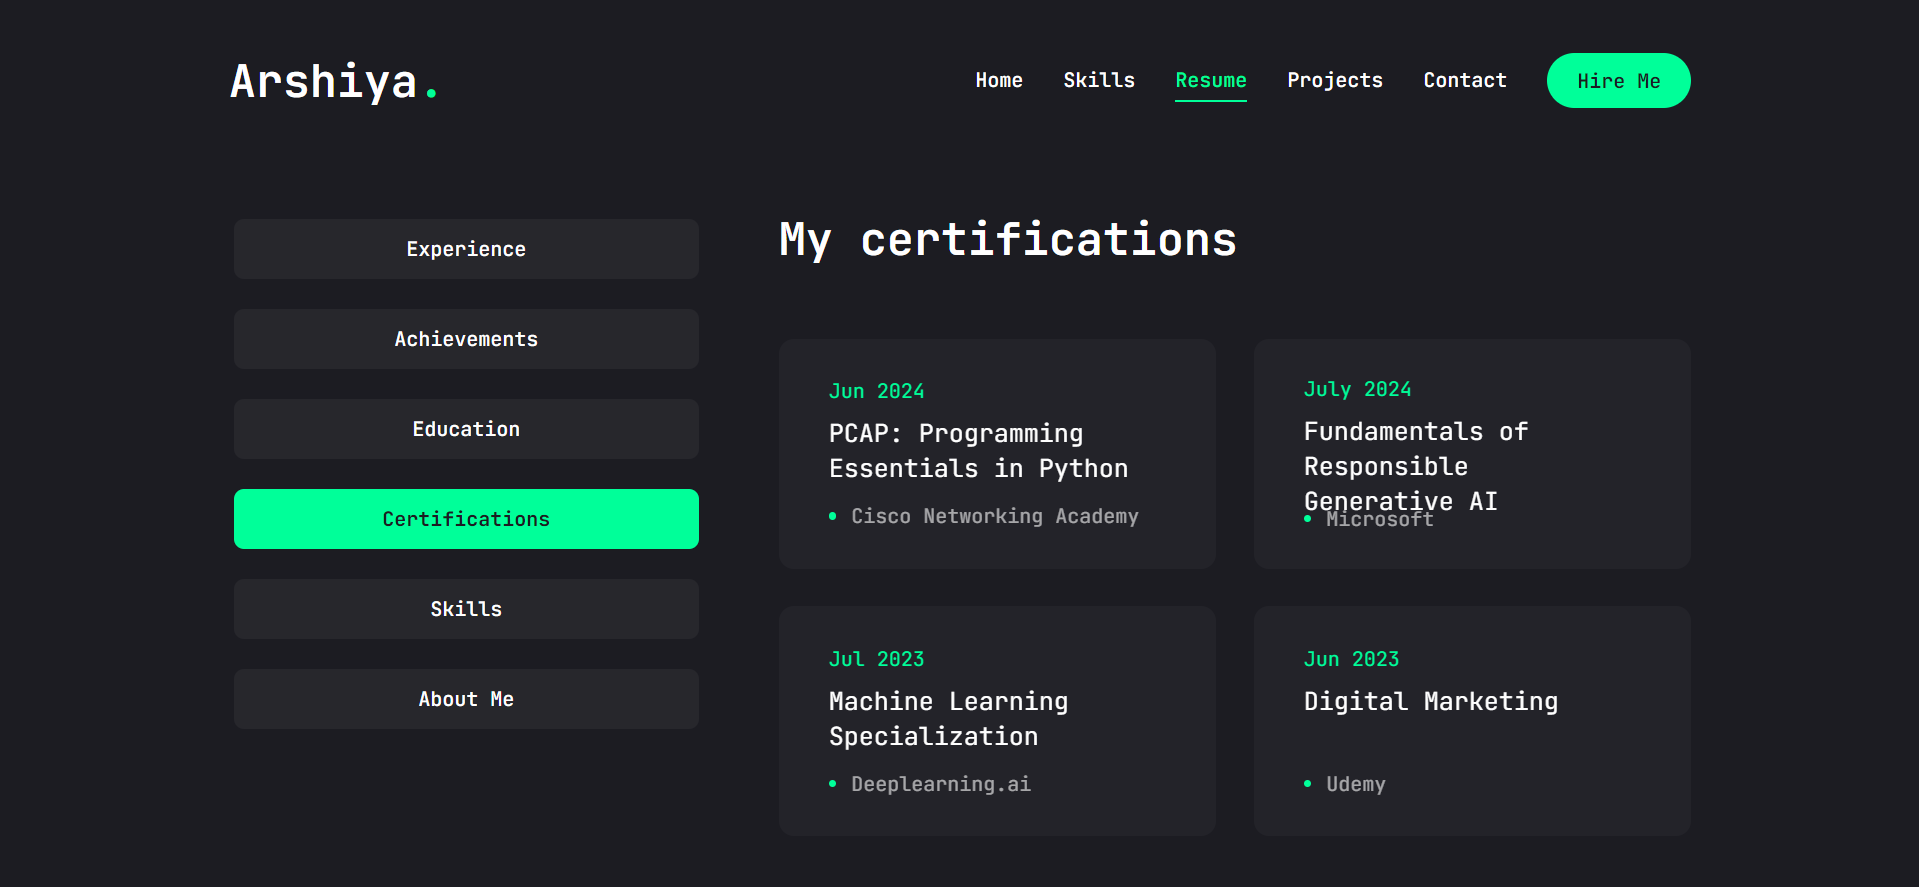 Arshiya.
Home Skills Resume Projects Contact Hire Me
Experience
Achievements
Education
Certifications
Skills
About Me
My certifications
Jun 2024
PCAP: Programming
Essentials in Python
Cisco Networking Academy
July 2024
Fundamentals of
Responsible
Generative AI
Microsoft
Jul 2023
Machine Learning
Specialization
Deeplearning.ai
Jun 2023
Digital Marketing
Udemy